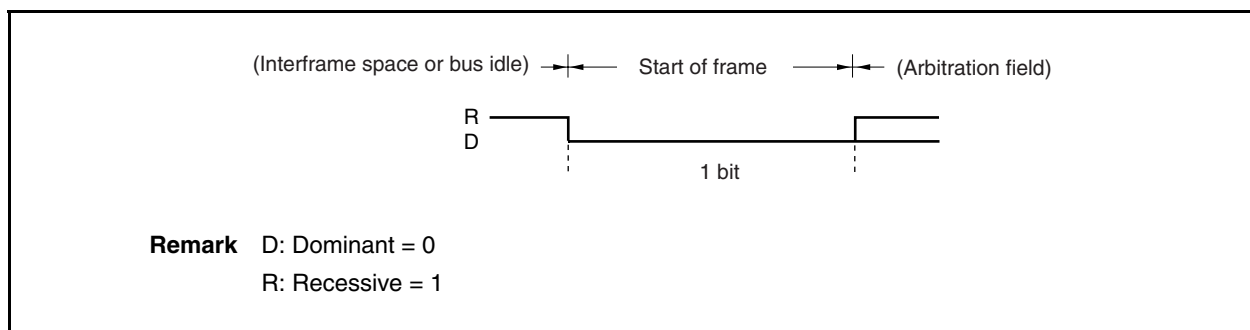 (Interframe space or bus idle) Start of frame (Arbitration field)
R
D
1 bit
Remark D: Dominant = 0
R: Recessive = 1